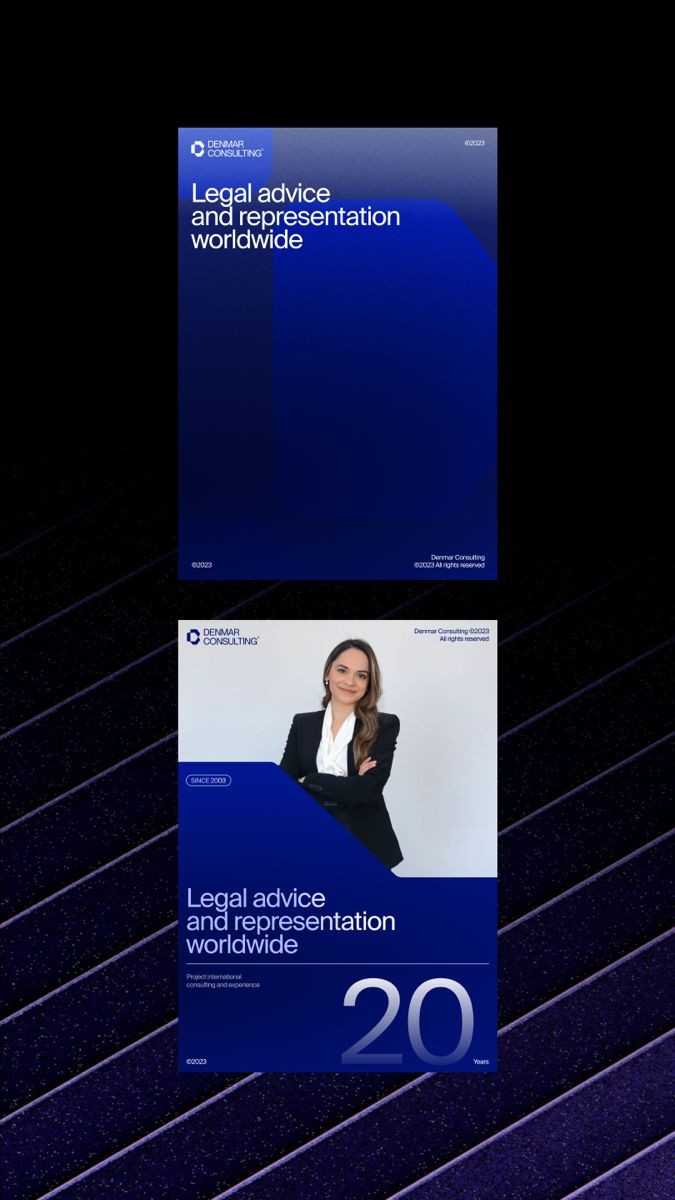 DENMAR
CONSULTING®
©2023
Legal advice
and representation
worldwide
©2023
Denmar Consulting
©2023 All rights reserved
DENMAR
CONSULTING®
Denmar Consulting ©2023
All rights reserved
SINCE 2003
Legal advice
and representation
worldwide
Project international
consulting and experience
20
©2023
Years